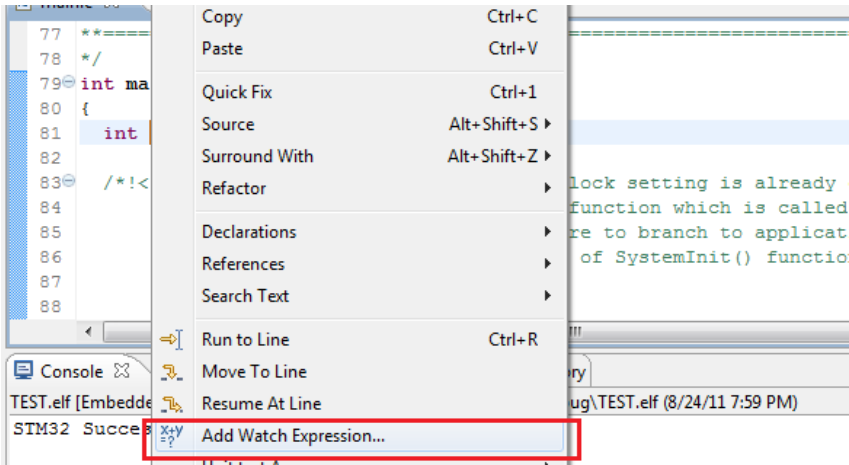 main.c
Copy Ctrl+C
77 **====
Paste Ctrl+V
78 */
79 int ma
Quick Fix Ctrl+1
80 {
Source Alt+Shift+S
81 int
Surround With Alt+Shift+Z
82
83 /*!< lock setting is already
Refactor
84 function which is called
85 re to branch to applicat
Declarations
86 of SystemInit() function
References
87
Search Text
88
Run to Line Ctrl+R
Console ry
Move To Line
TEST.elf [Embedde ug\TEST.elf (8/24/11 7:59 PM)
Resume At Line
STM32 Succes
Add Watch Expression...